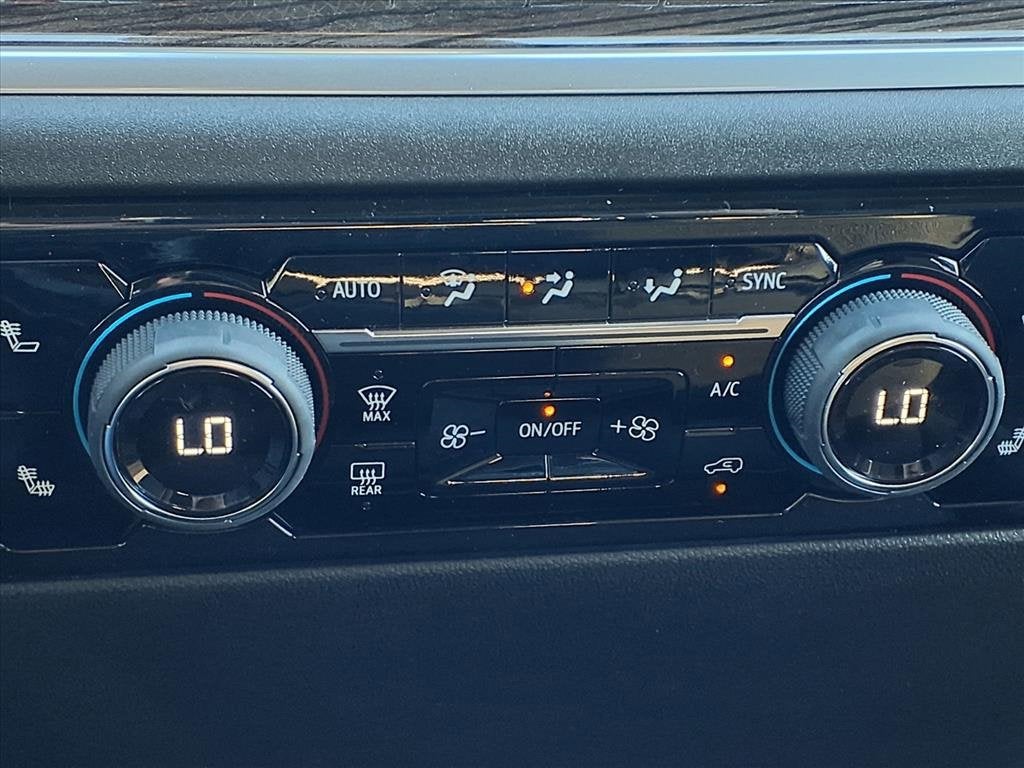 AUTO
SYNC
MAX
A/C
LO
- ON/OFF +
LO
REAR